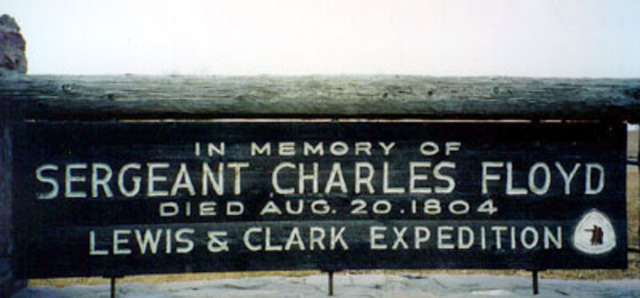 IN MEMORY OF
SERGEANT CHARLES FLOYD
DIED AUG. 20. 1804
LEWIS & CLARK EXPEDITION